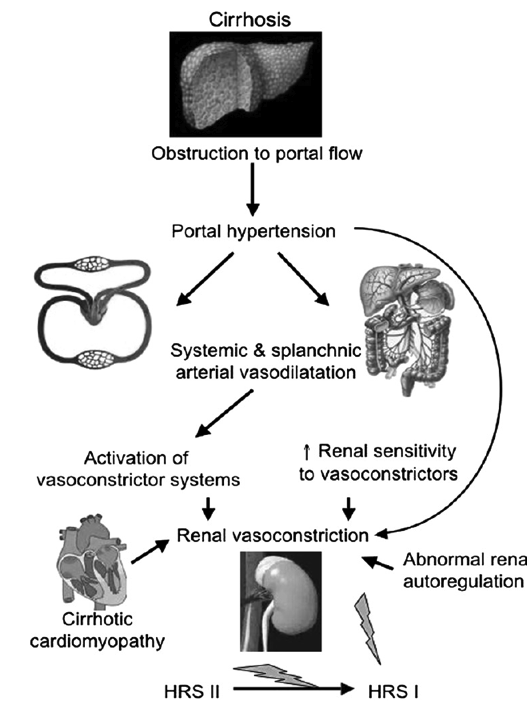 Cirrhosis
Obstruction to portal flow
Portal hypertension
Systemic & splanchnic
arterial vasodilatation
Activation of
vasoconstrictor systems
↑ Renal sensitivity
to vasoconstrictors
Renal vasoconstriction
Abnormal rena
autoregulation
Cirrhotic
cardiomyopathy
HRS II
HRS I